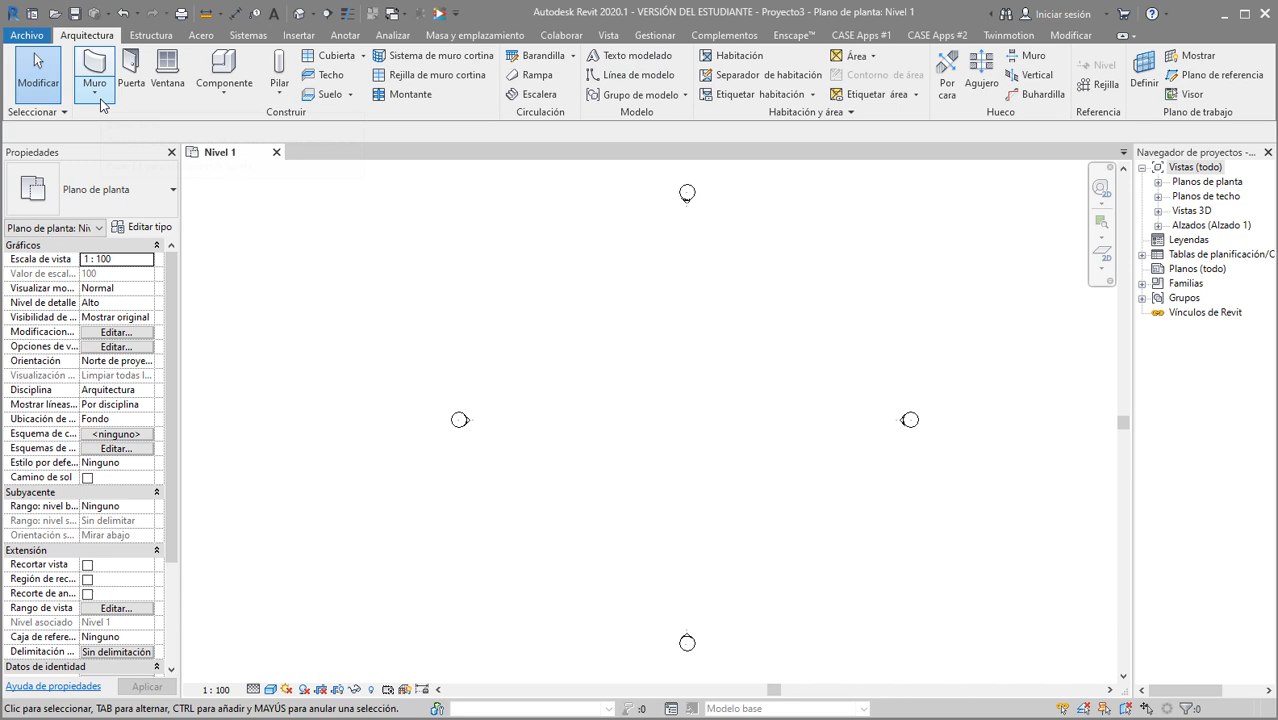 Autodesk Revit 2020.1 - VERSIÓN DEL ESTUDIANTE - Proyecto3 - Plano de planta: Nivel 1
Iniciar sesión
Archivo Arquitectura Estructura Acero Sistemas Insertar Anotar Analizar Masa y emplazamiento Colaborar Vista Gestionar Complementos Enscape™ CASE Apps #1 CASE Apps #2 Twinmotion Modificar
Modificar
Muro
Puerta
Ventana
Componente
Pilar
Cubierta
Techo
Suelo
Sistema de muro cortina
Rejilla de muro cortina
Montante
Barandilla
Rampa
Escalera
Texto modelado
Línea de modelo
Grupo de modelo
Habitación
Separador de habitación
Etiquetar habitación
Área
Contorno de área
Etiquetar área
Por cara
Agujero
Muro
Vertical
Buhardilla
Nivel
Rejilla
Definir
Mostrar
Plano de referencia
Visor
Seleccionar
Construir
Circulación
Modelo
Habitación y área
Hueco
Referencia
Plano de trabajo
Propiedades
Plano de planta
Plano de planta: Niv
Editar tipo
Gráficos
Escala de vista 1 : 100
Valor de escal... 100
Visualizar mo... Normal
Nivel de detalle Alto
Visibilidad de ... Mostrar original
Modificacion... Editar...
Opciones de v... Editar...
Orientación Norte de proye...
Visualización ... Limpiar todas l...
Disciplina Arquitectura
Mostrar líneas... Por disciplina
Ubicación de ... Fondo
Esquema de c... <ninguno>
Esquemas de ... Editar...
Estilo por defe... Ninguno
Camino de sol
Subyacente
Rango: nivel b... Ninguno
Rango: nivel s... Sin delimitar
Orientación s... Mirar abajo
Extensión
Recortar vista
Región de rec...
Recorte de an...
Rango de vista Editar...
Nivel asociado Nivel 1
Caja de refere... Ninguno
Delimitación ... Sin delimitación
Datos de identidad
Ayuda de propiedades
Aplicar
Nivel 1
2D
2D
Navegador de proyectos -...
Vistas (todo)
Planos de planta
Planos de techo
Vistas 3D
Alzados (Alzado 1)
Leyendas
Tablas de planificación/C
Planos (todo)
Familias
Grupos
Vínculos de Revit
1 : 100
Clic para seleccionar, TAB para alternar, CTRL para añadir y MAYÚS para anular una selección.
:0
Modelo base
:0